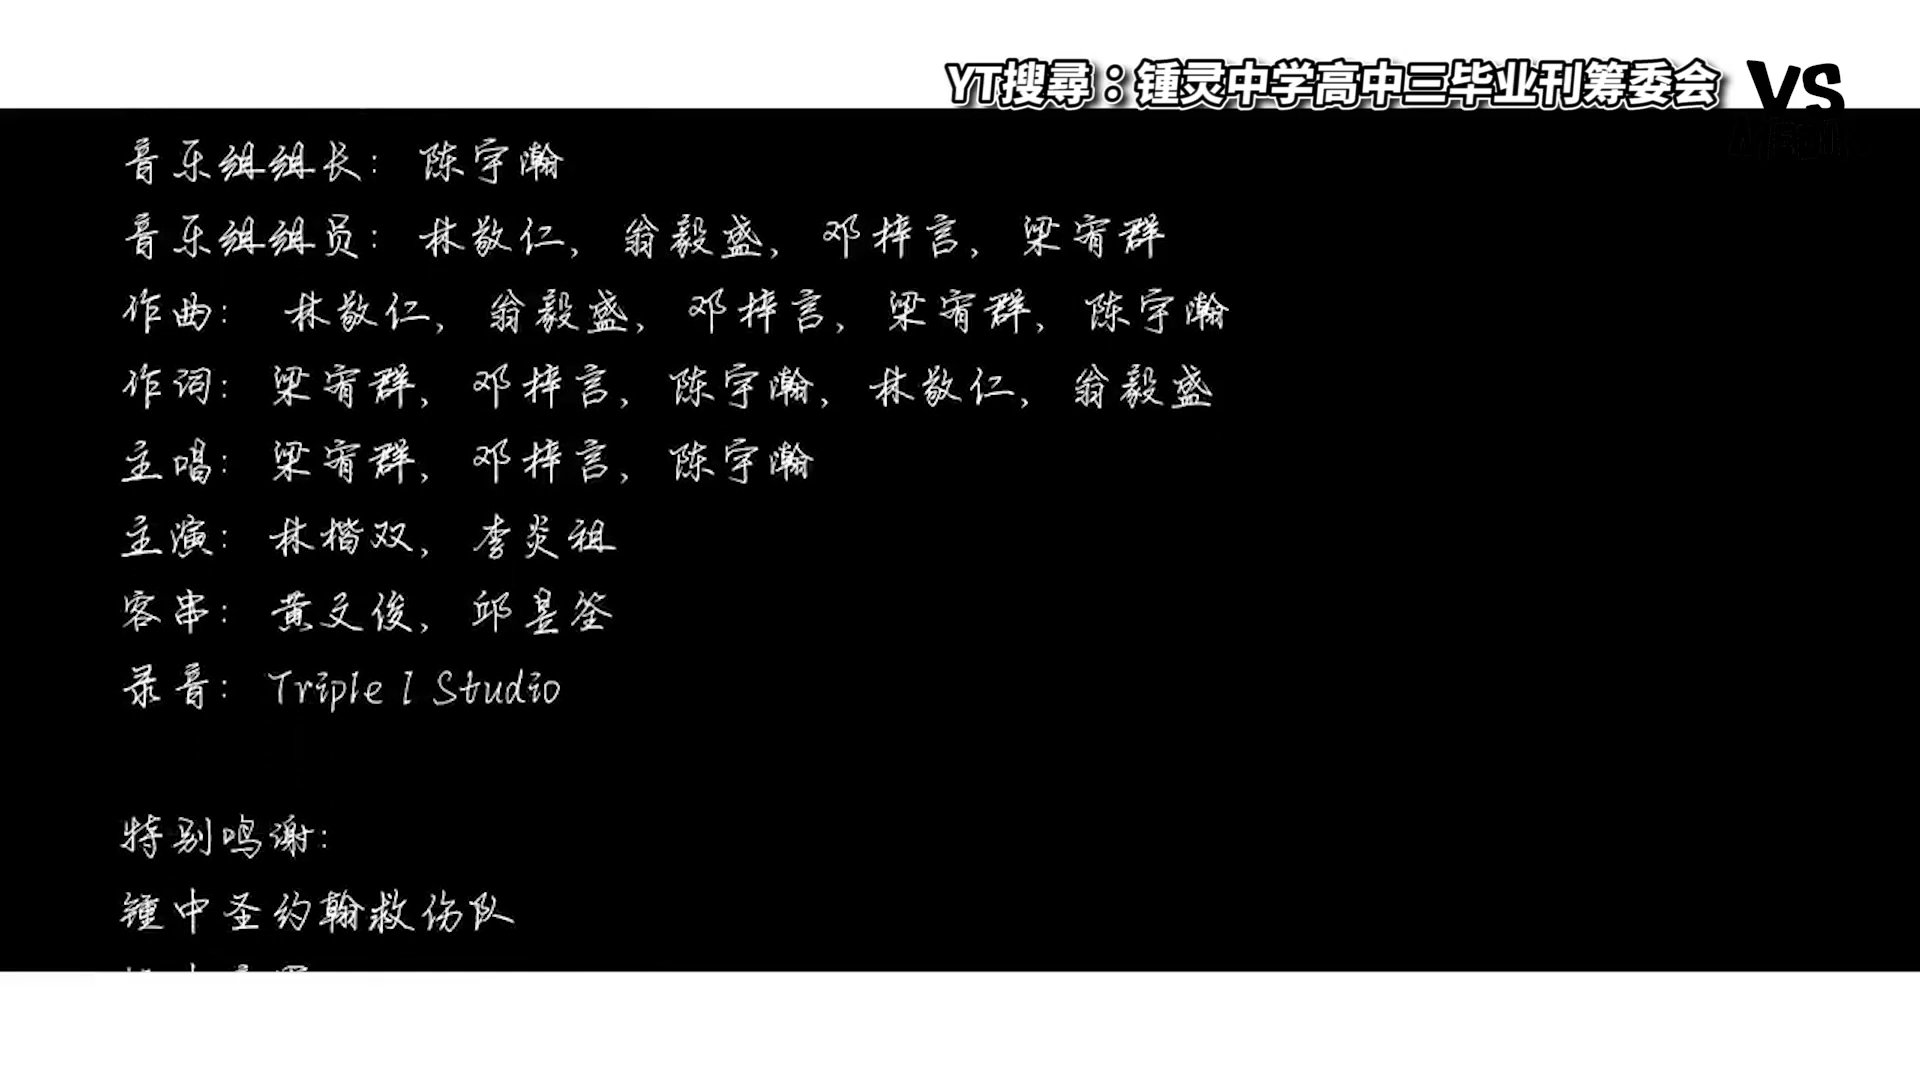 YT搜尋：锺灵中学高中三毕业刊筹委会
VS
音乐组组长：陈宇瀚
音乐组组员：林敬仁，翁毅盛，邓梓言，梁宥群
作曲：林敬仁，翁毅盛，邓梓言，梁宥群，陈宇瀚
作词：梁宥群，邓梓言，陈宇瀚，林敬仁，翁毅盛
主唱：梁宥群，邓梓言，陈宇瀚
主演：林楷双，李炎祖
客串：黄文俊，邱昱筌
录音：Triple I Studio
特别鸣谢：
锺中圣约翰救伤队